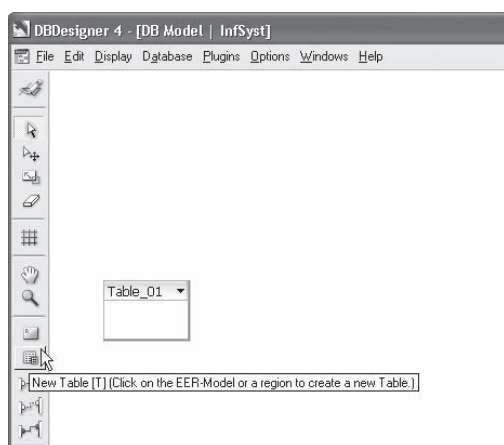 DBDesigner 4 - [DB Model | InfSyst]
File Edit Display Database Plugins Options Windows Help
Table_01
New Table [T] (Click on the EER-Model or a region to create a new Table.)